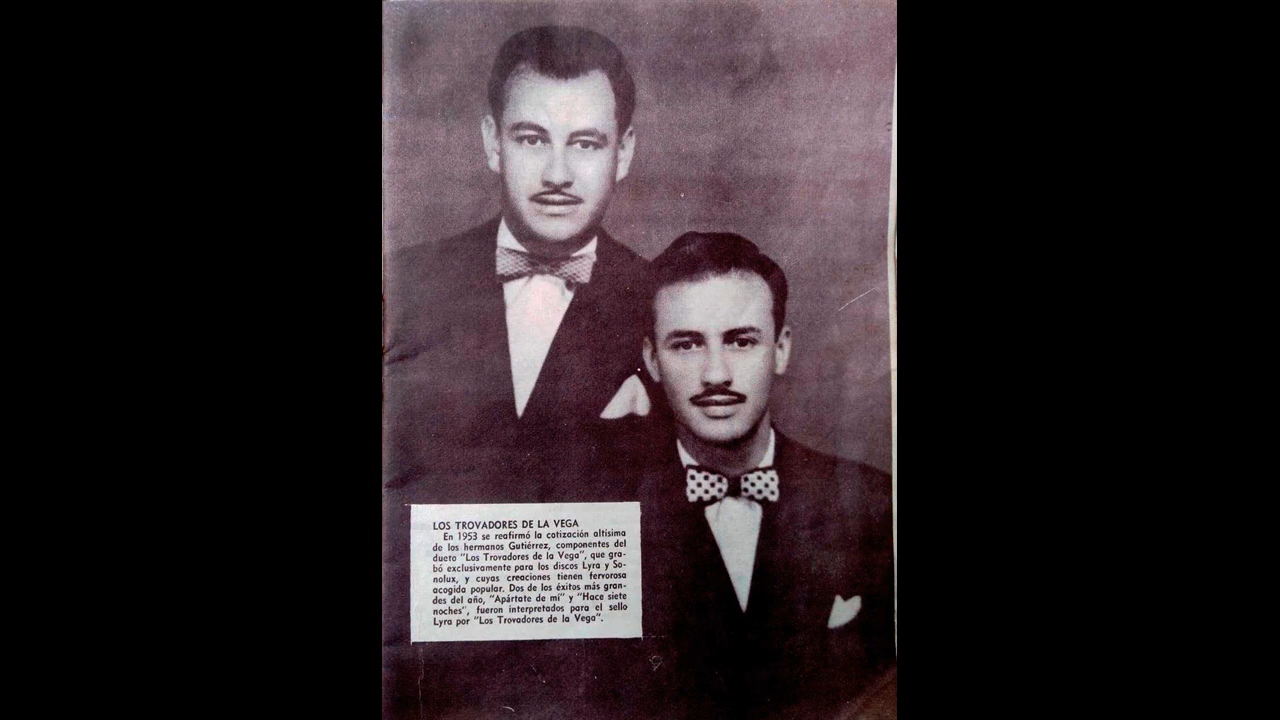 LOS TROVADORES DE LA VEGA
En 1953 se reafirmó la cotización altísima
de los hermanos Gutiérrez, componentes del
dueto "Los Trovadores de la Vega", que gra-
bó exclusivamente para los discos Lyra y So-
nolux, y cuyas creaciones tienen fervorosa
acogida popular. Dos de los éxitos más gran-
des del año, "Apártate de mí" y "Hace siete
noches", fueron interpretados para el sello
Lyra por "Los Trovadores de la Vega".